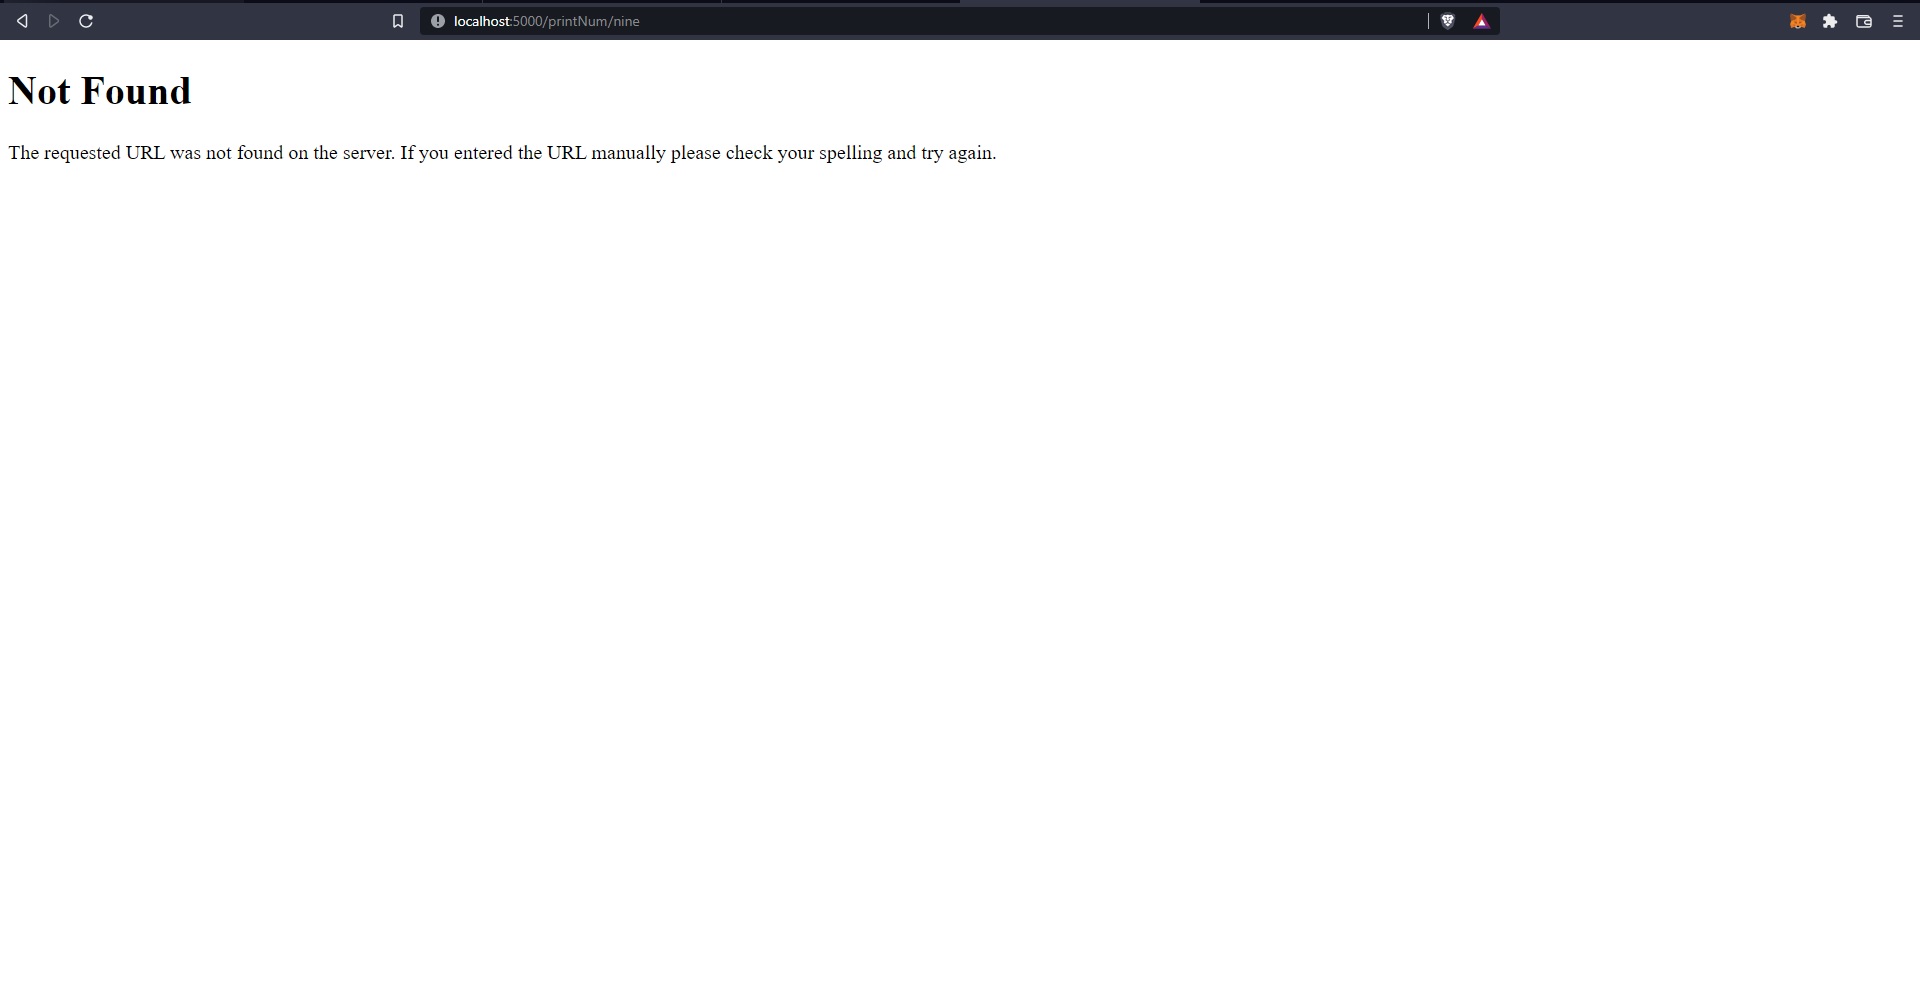 localhost:5000/printNum/nine
Not Found
The requested URL was not found on the server. If you entered the URL manually please check your spelling and try again.